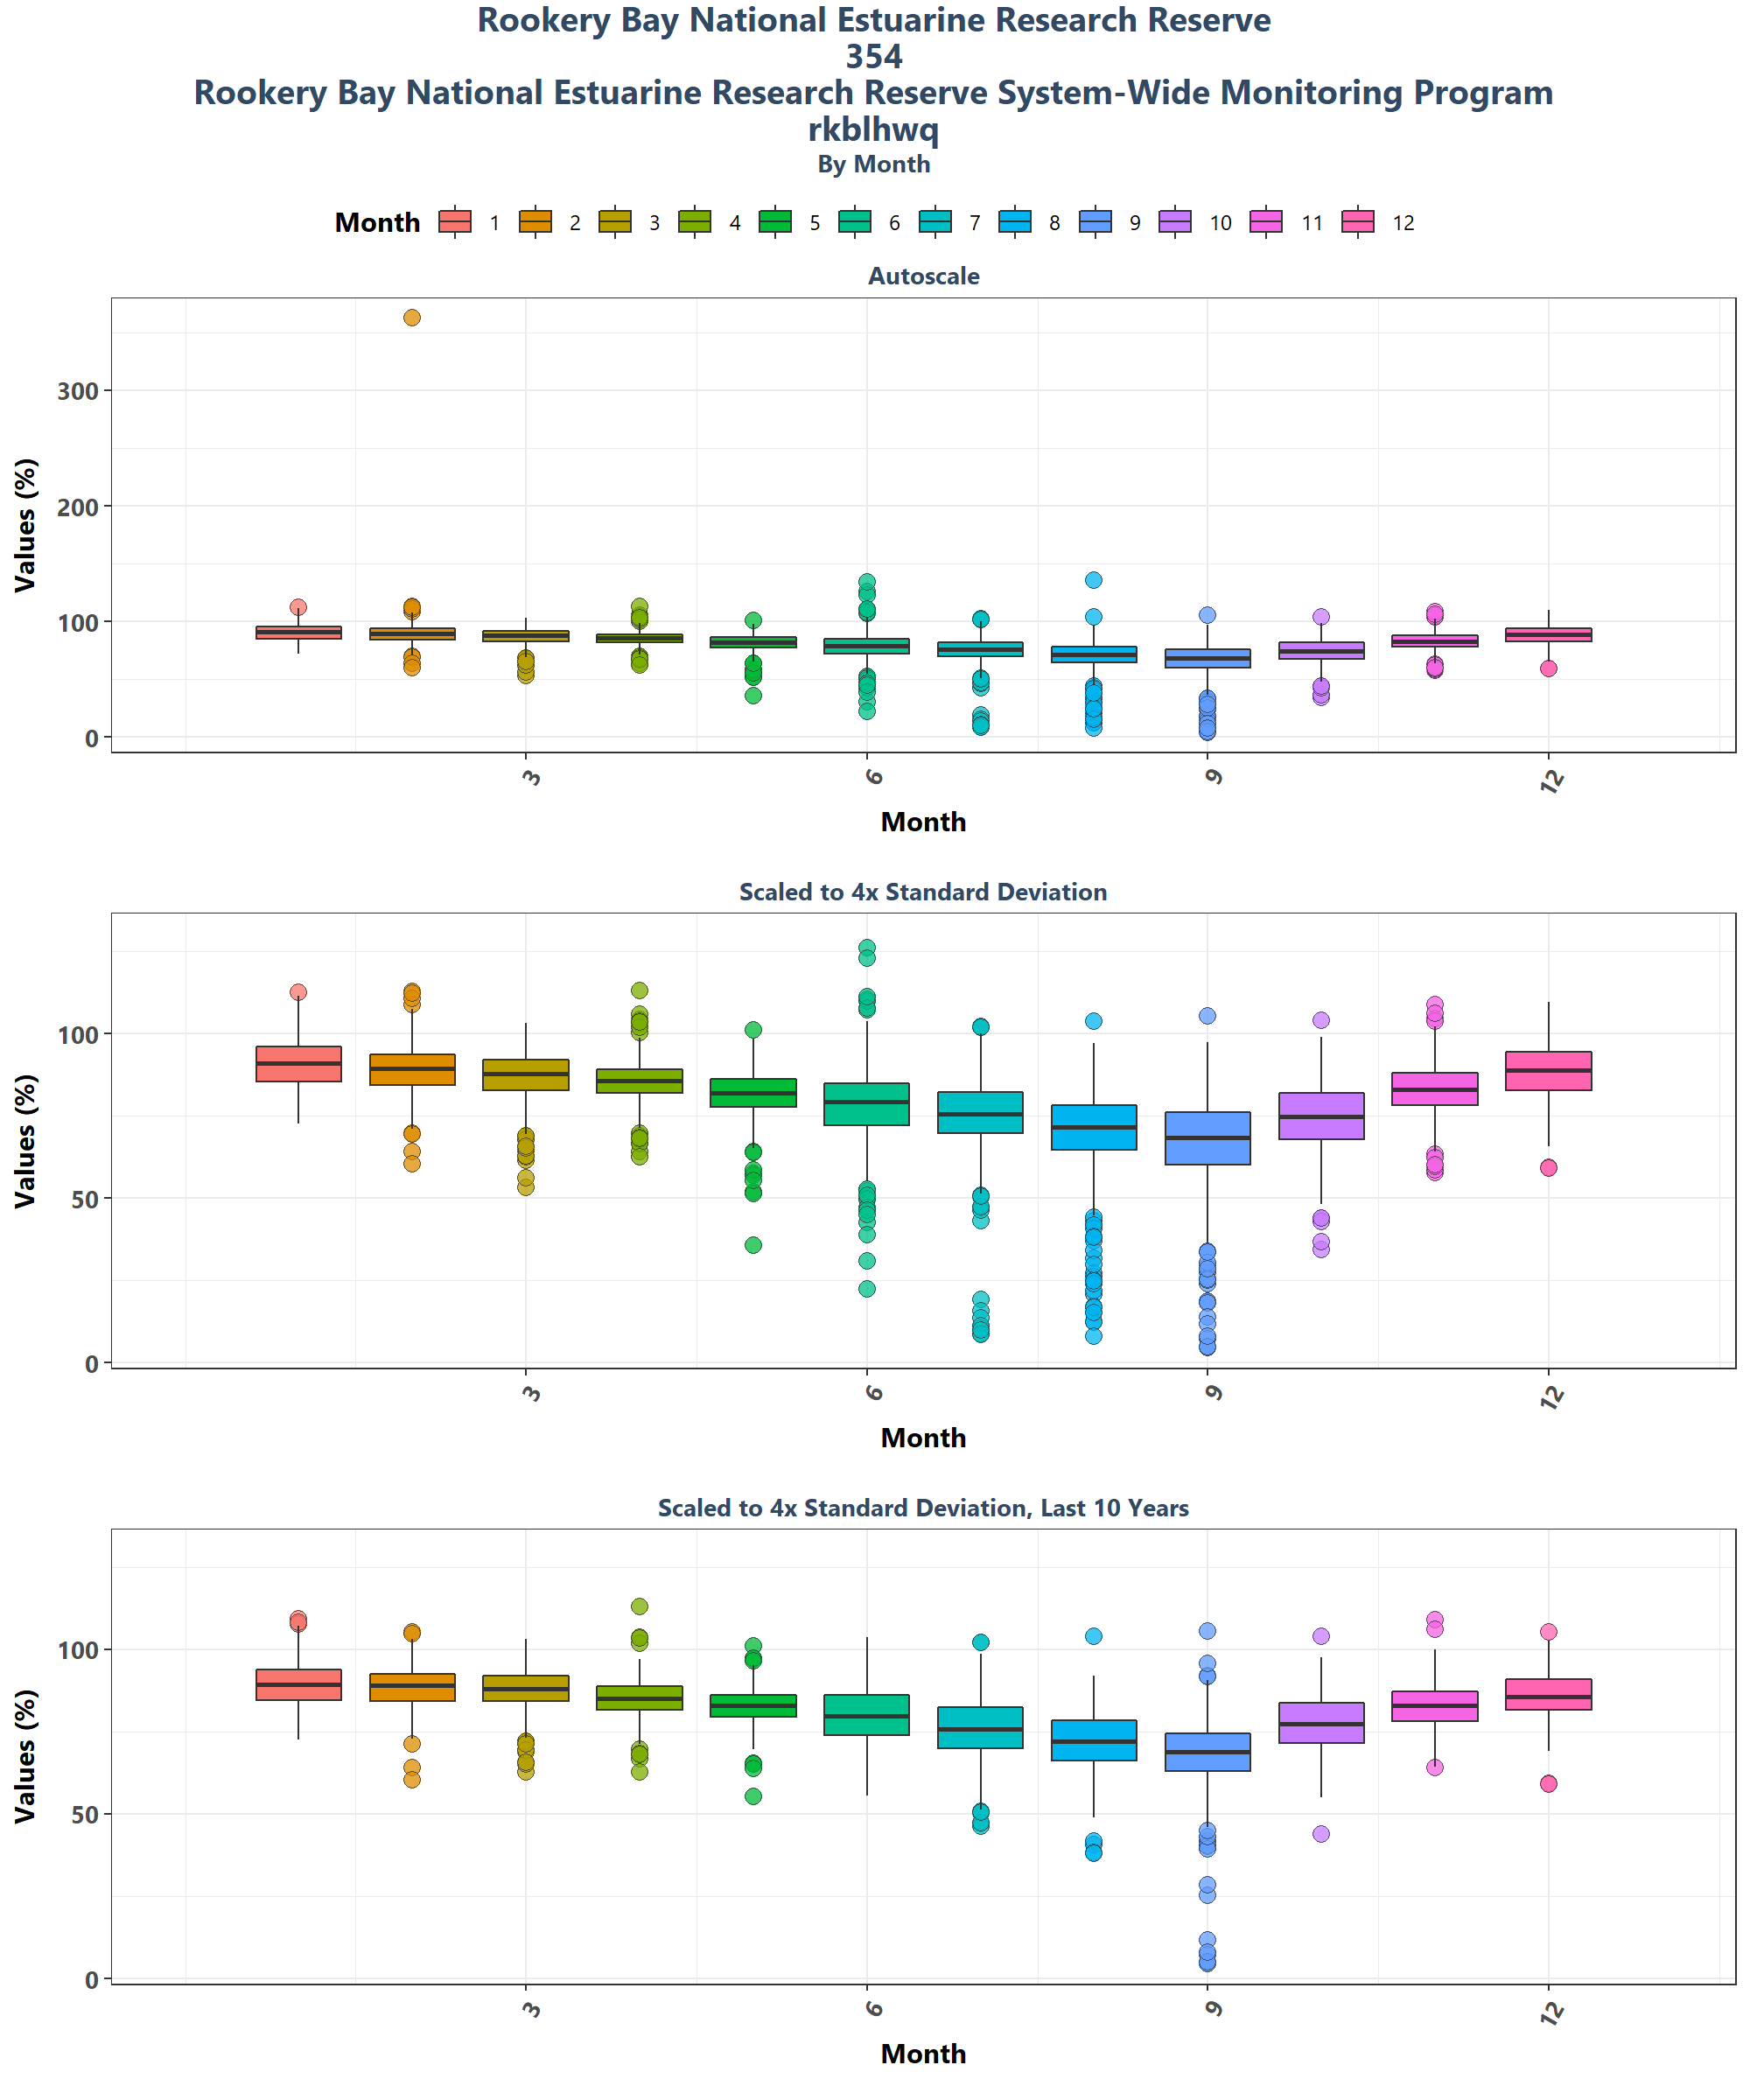 Rookery Bay National Estuarine Research Reserve
354
Rookery Bay National Estuarine Research Reserve System-Wide Monitoring Program
rkblhwq
By Month
Month 1 2 3 4 5 6 7 8 9 10 11 12
Autoscale
Values (%)
300
200
100
0
3 6 9 12
Month
Scaled to 4x Standard Deviation
Values (%)
100
50
0
3 6 9 12
Month
Scaled to 4x Standard Deviation, Last 10 Years
Values (%)
100
50
0
3 6 9 12
Month